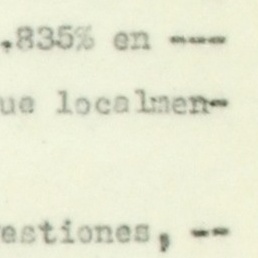 .835% en ----
ue localmen-
estiones, --